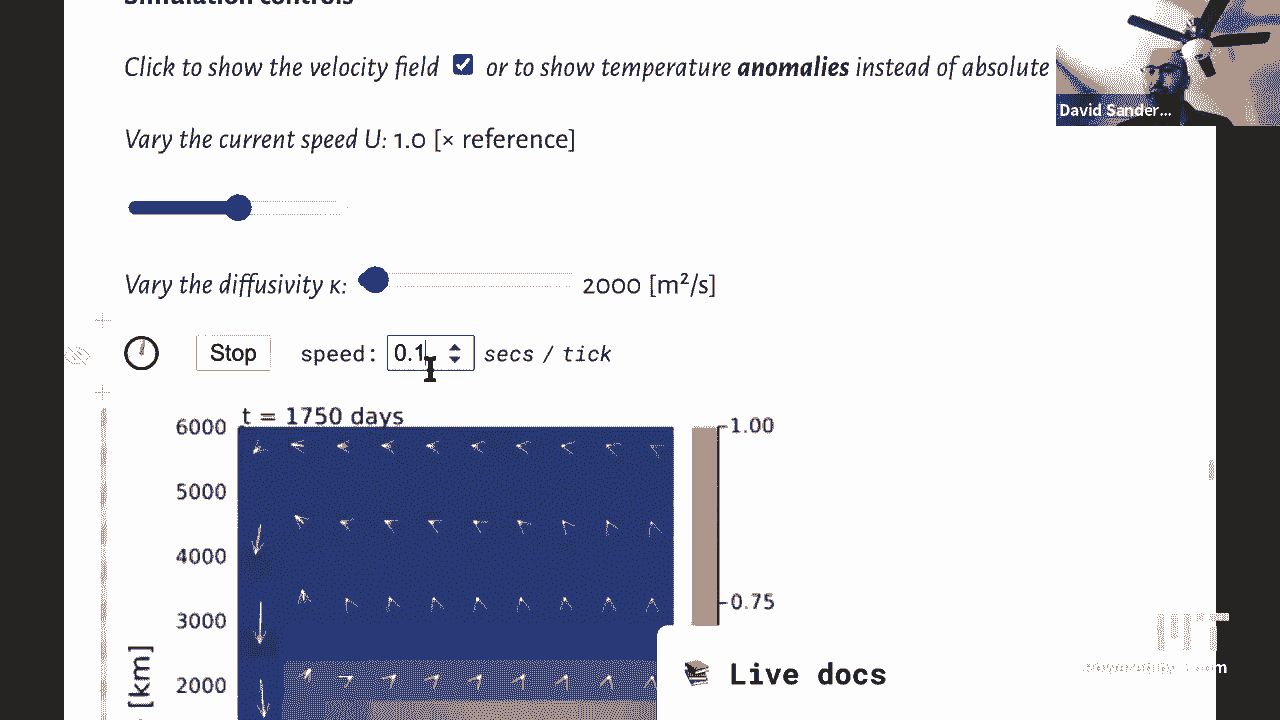 Simulation controls
Click to show the velocity field or to show temperature anomalies instead of absolute
David Sander...
Vary the current speed U: 1.0 [× reference]
Vary the diffusivity κ: 2000 [m²/s]
Stop speed: 0.1 secs / tick
t = 1750 days
6000
5000
4000
3000
2000
[km]
1.00
0.75
MIT
Live docs